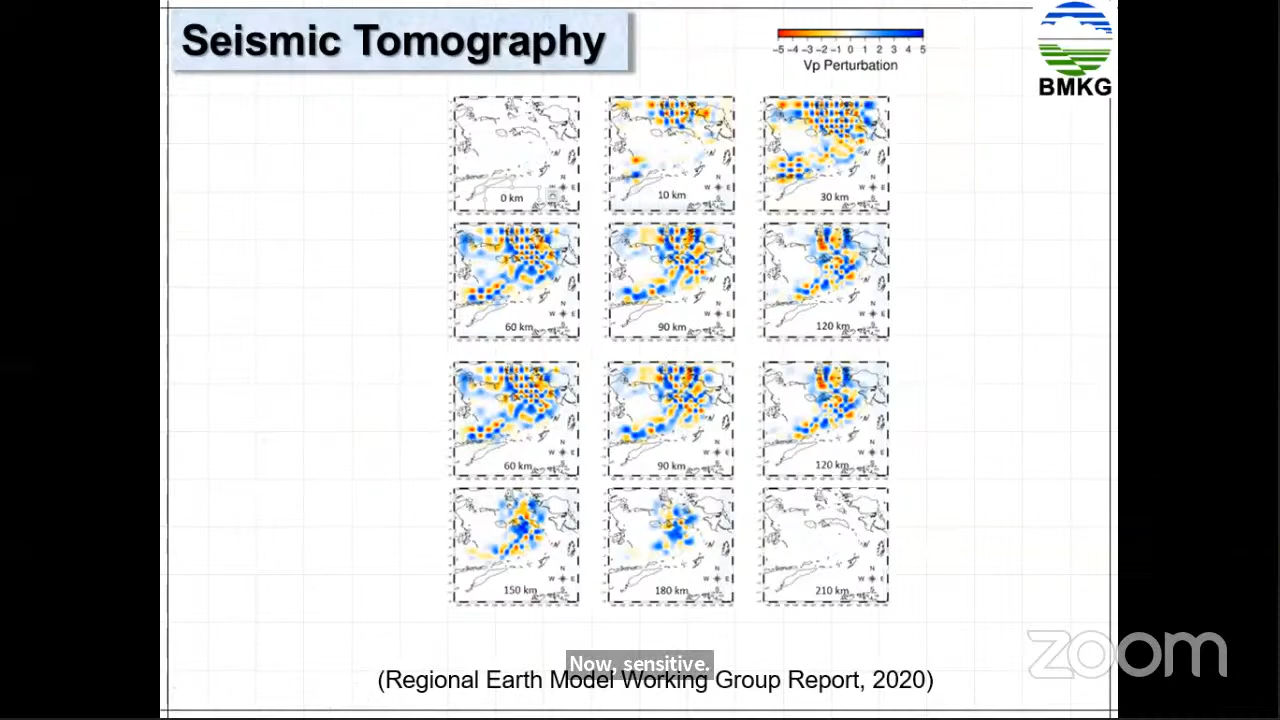 Seismic Tomography
−5 −4 −3 −2 −1 0 1 2 3 4 5
Vp Perturbation
BMKG
0 km
10 km
30 km
60 km
90 km
120 km
60 km
90 km
120 km
150 km
180 km
210 km
Now, sensitive.
(Regional Earth Model Working Group Report, 2020)
zoom